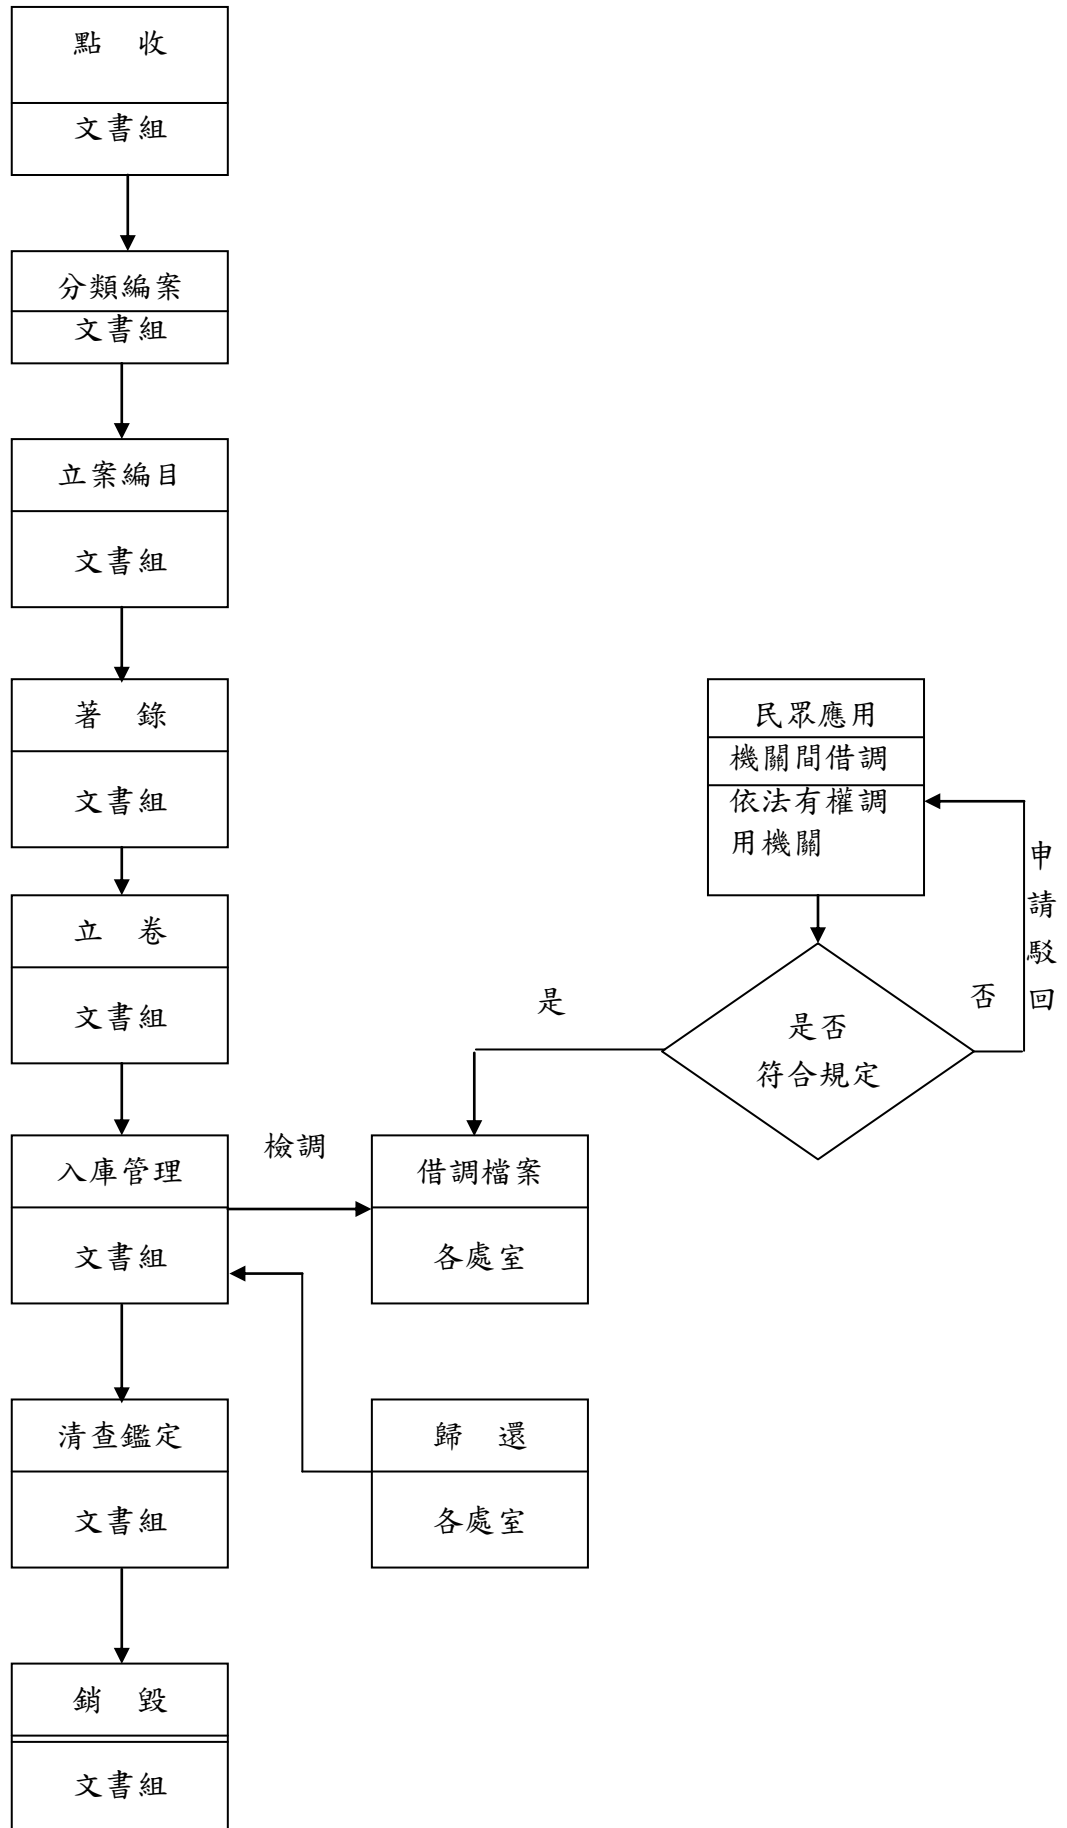 點　收
文書組
分類編案
文書組
立案編目
文書組
著　錄
文書組
立　卷
文書組
入庫管理
文書組
檢調
借調檔案
各處室
民眾應用
機關間借調
依法有權調
用機關
是否
符合規定
是
否
申請駁回
清查鑑定
文書組
歸　還
各處室
銷　毀
文書組